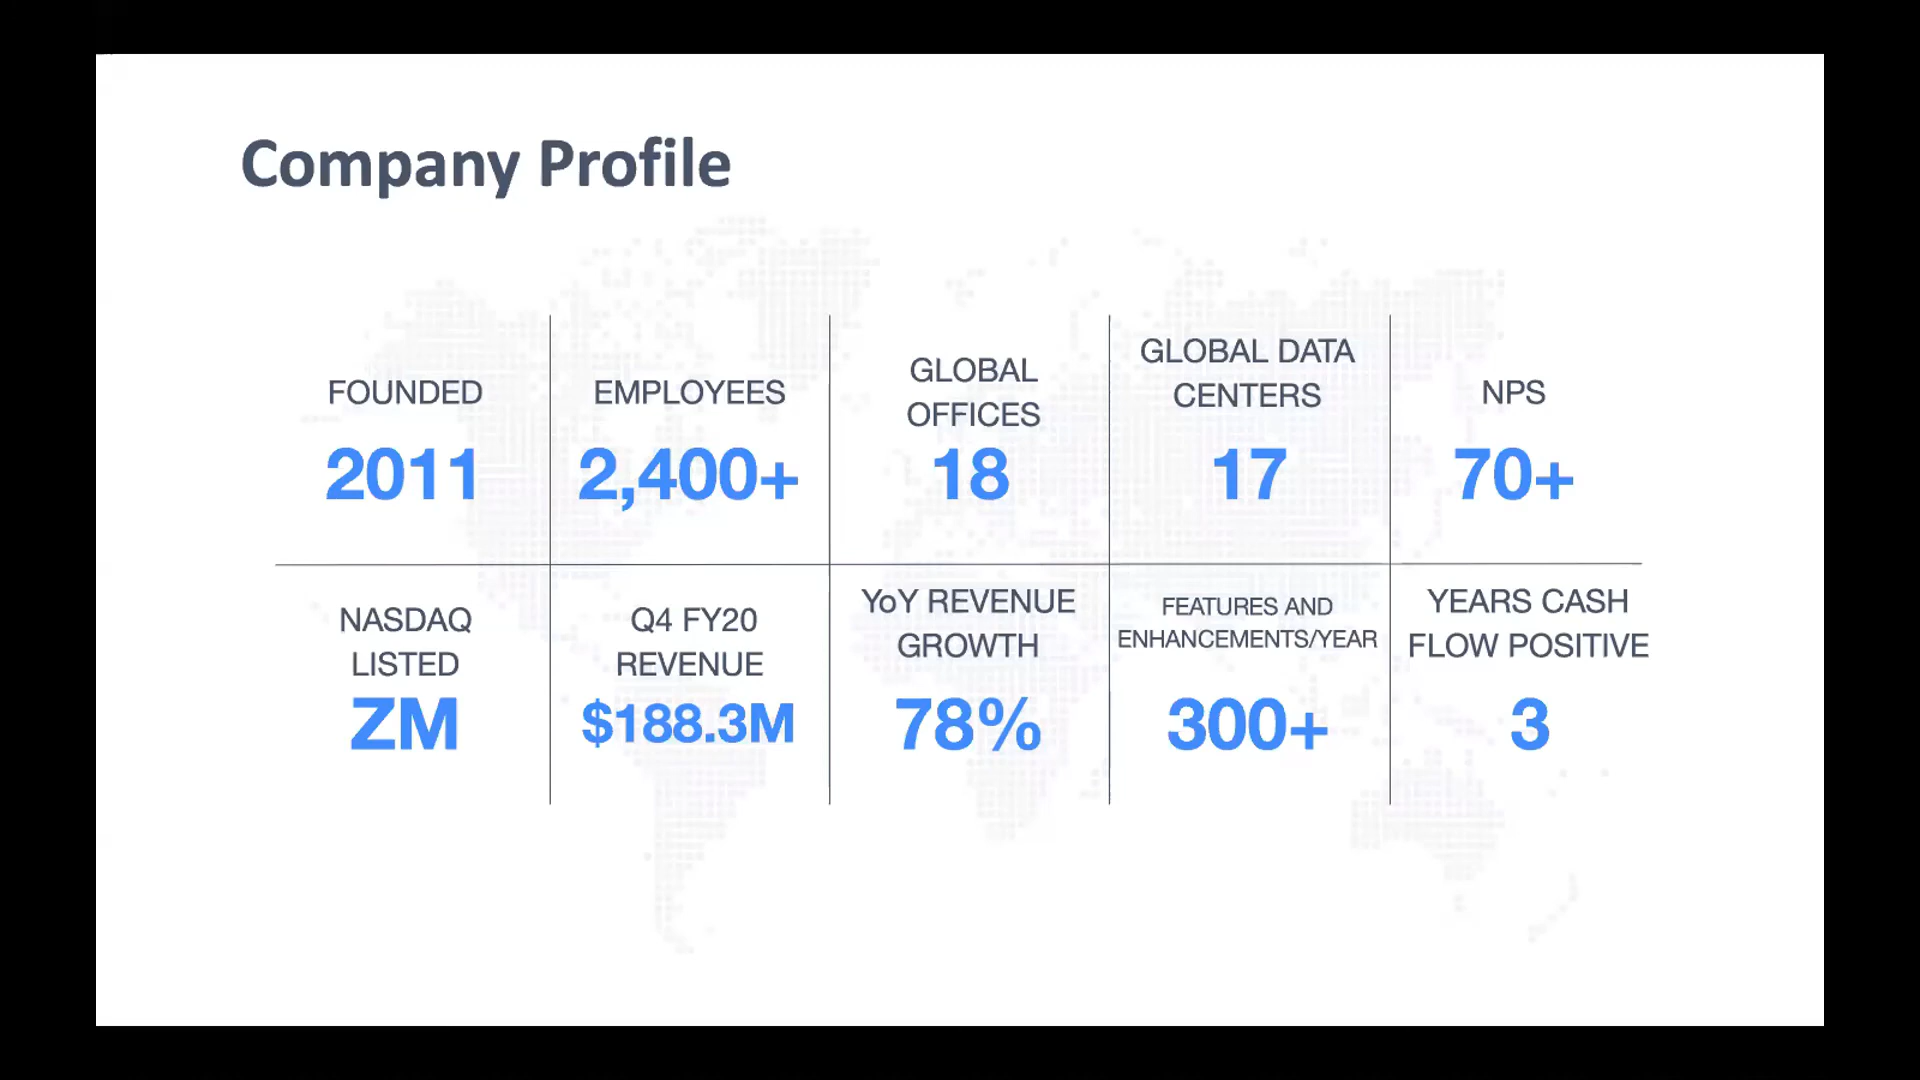 Company Profile
FOUNDED
2011
EMPLOYEES
2,400+
GLOBAL
OFFICES
18
GLOBAL DATA
CENTERS
17
NPS
70+
NASDAQ
LISTED
ZM
Q4 FY20
REVENUE
$188.3M
YoY REVENUE
GROWTH
78%
FEATURES AND
ENHANCEMENTS/YEAR
300+
YEARS CASH
FLOW POSITIVE
3